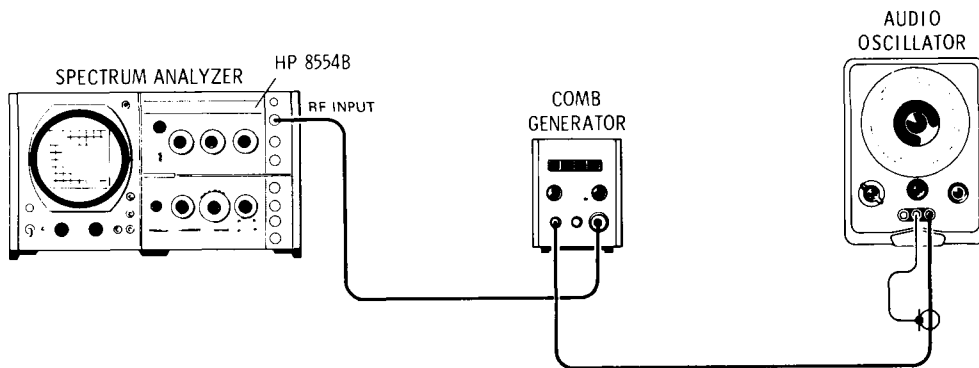 AUDIO
OSCILLATOR
HP 8554B
SPECTRUM ANALYZER
RF INPUT
COMB
GENERATOR